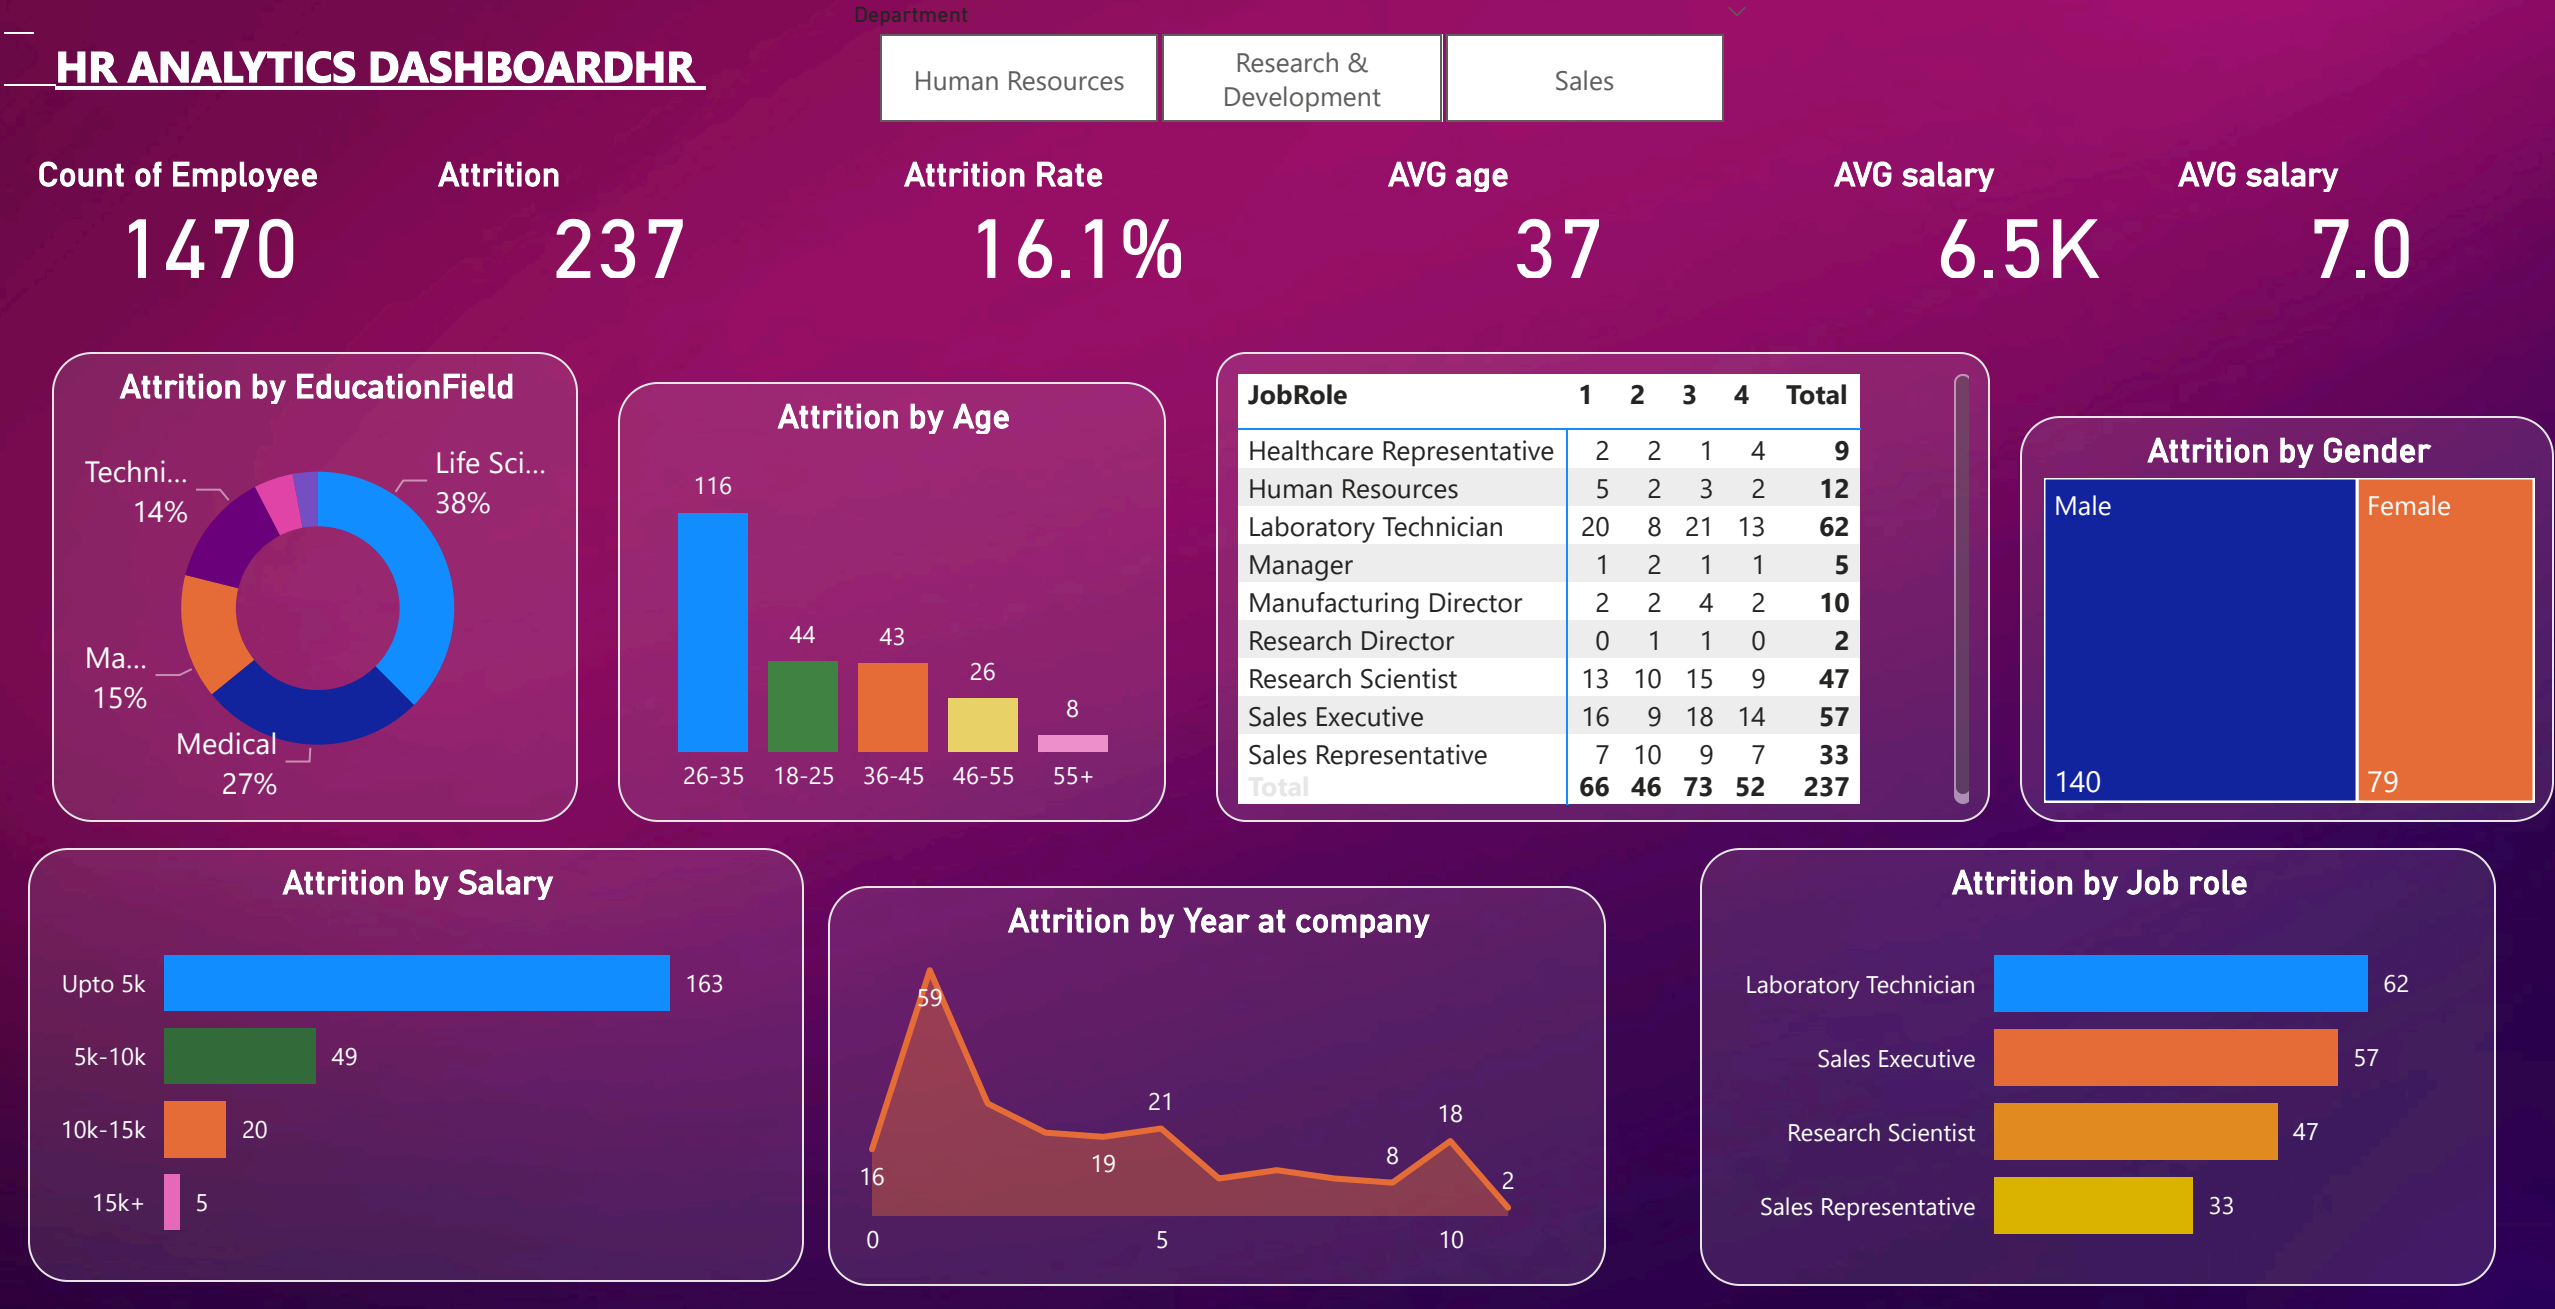 Department
HR ANALYTICS DASHBOARDHR
Human Resources
Research &
Development
Sales
Count of Employee
1470
Attrition
237
Attrition Rate
16.1%
AVG age
37
AVG salary
6.5K
AVG salary
7.0
Attrition by EducationField
Life Sci...
38%
Techni...
14%
Ma...
15%
Medical
27%
Attrition by Age
116
44
43
26
8
26-35 18-25 36-45 46-55 55+
JobRole 1 2 3 4 Total
Healthcare Representative 2 2 1 4 9
Human Resources 5 2 3 2 12
Laboratory Technician 20 8 21 13 62
Manager 1 2 1 1 5
Manufacturing Director 2 2 4 2 10
Research Director 0 1 1 0 2
Research Scientist 13 10 15 9 47
Sales Executive 16 9 18 14 57
Sales Representative 7 10 9 7 33
Total 66 46 73 52 237
Attrition by Gender
Male
140
Female
79
Attrition by Salary
Upto 5k 163
5k-10k 49
10k-15k 20
15k+ 5
Attrition by Year at company
59
21
18
16
19
8
2
0 5 10
Attrition by Job role
Laboratory Technician 62
Sales Executive 57
Research Scientist 47
Sales Representative 33